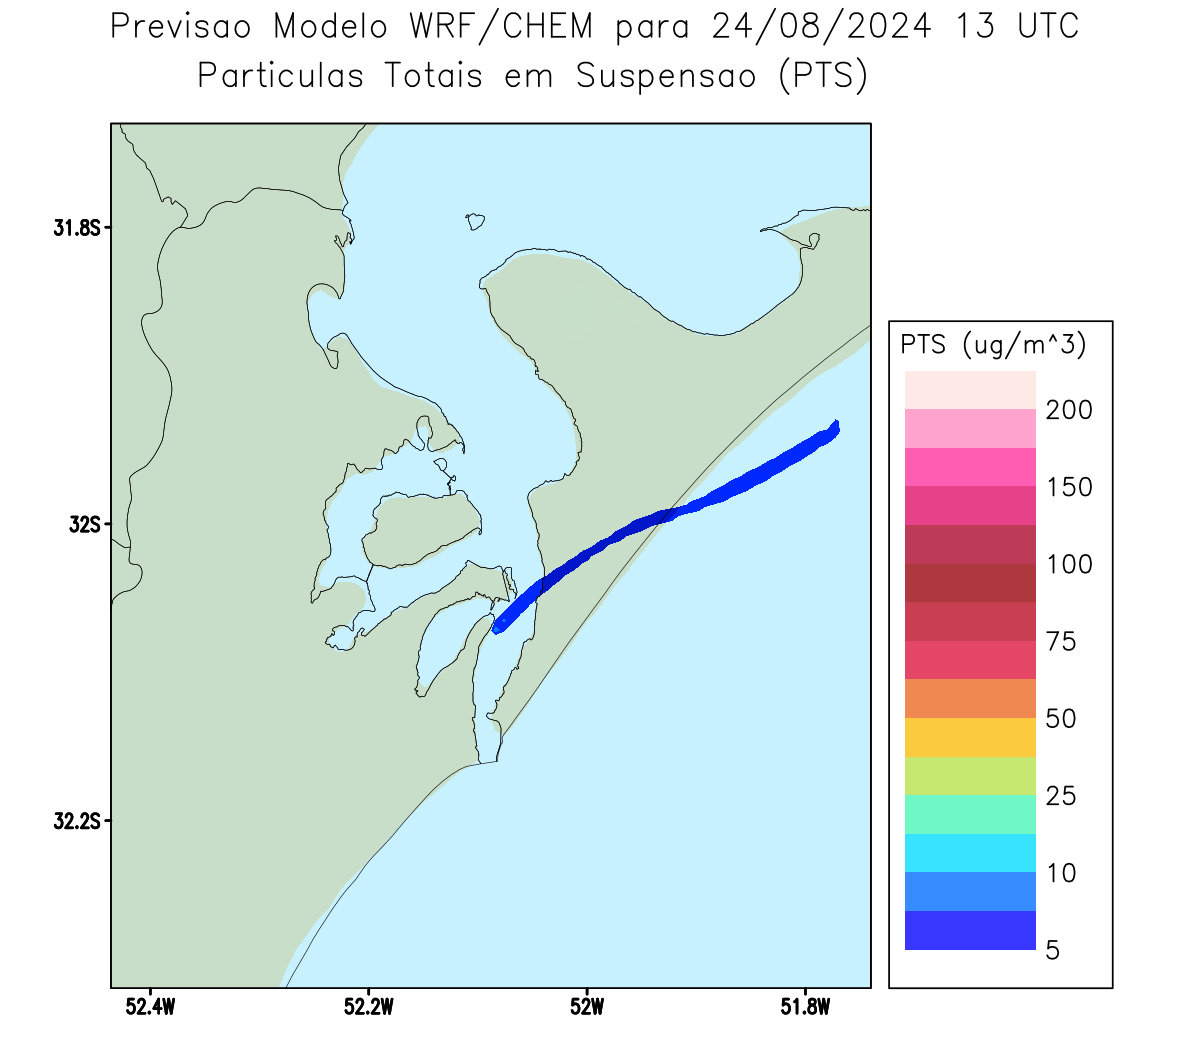 Previsao Modelo WRF/CHEM para 24/08/2024 13 UTC
Particulas Totais em Suspensao (PTS)
31.8S
32S
32.2S
52.4W
52.2W
52W
51.8W
PTS (ug/m^3)
200
150
100
75
50
25
10
5